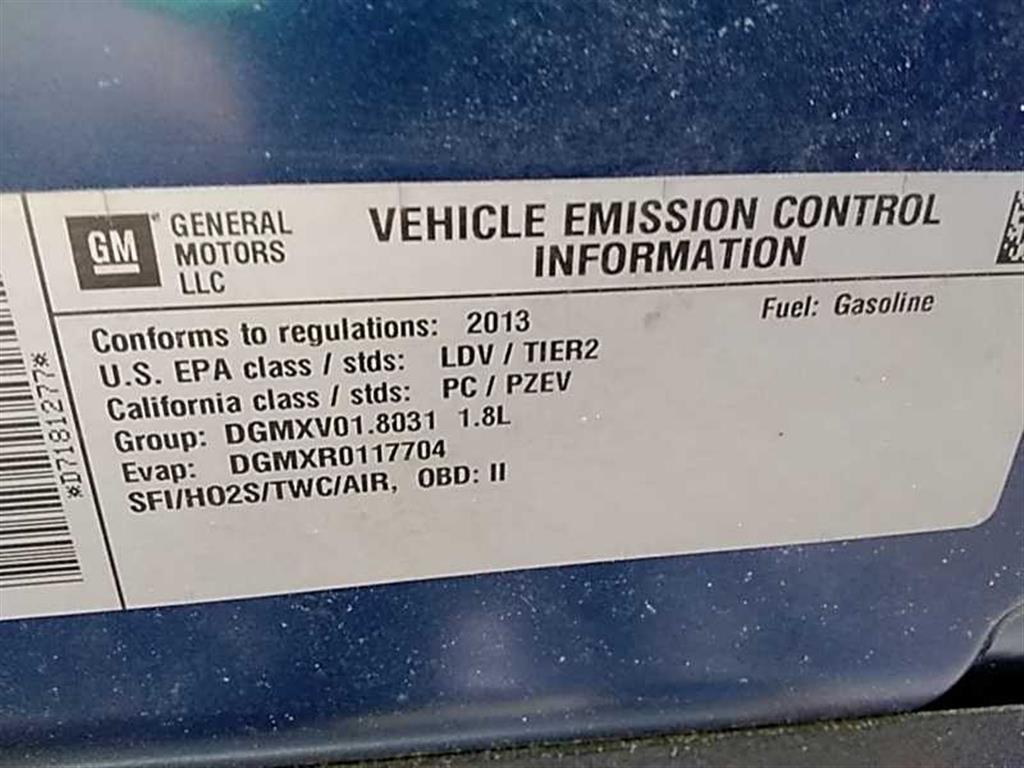 GM
GENERAL
MOTORS
LLC
VEHICLE EMISSION CONTROL
INFORMATION
Fuel: Gasoline
Conforms to regulations: 2013
U.S. EPA class / stds: LDV / TIER2
California class / stds: PC / PZEV
Group: DGMXV01.8031 1.8L
Evap: DGMXR0117704
SFI/HO2S/TWC/AIR, OBD: II
*D7181277*